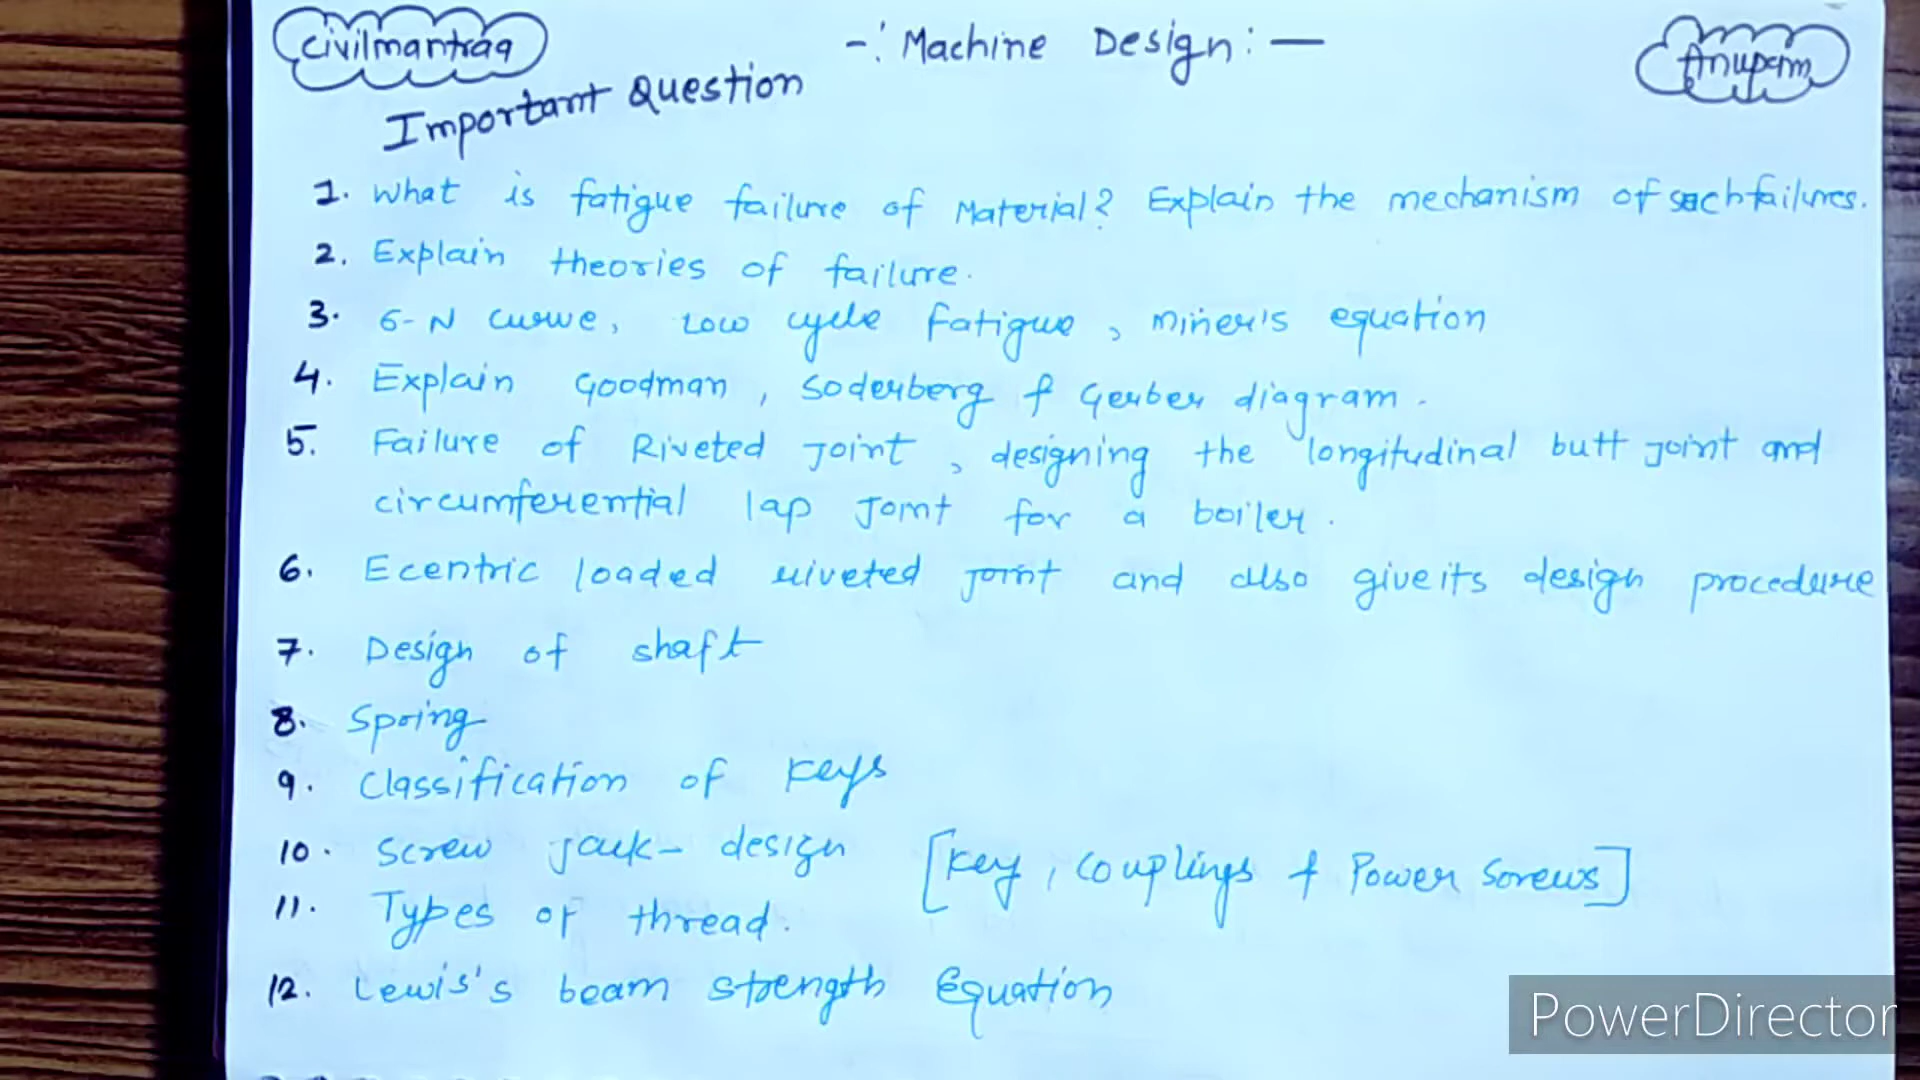 civilmantraa
-: Machine Design: —
Anupam
Important Question
1. What is fatigue failure of Material? Explain the mechanism of such failures.
2. Explain theories of failure.
3. 6-N curve, Low cycle fatigue, miner's equation
4. Explain Goodman, Soderberg & Gerber diagram.
5. Failure of Riveted Joint, designing the longitudinal butt joint and
circumferential lap Joint for a boiler.
6. Ecentric loaded riveted joint and also give its design procedure
7. Design of shaft
8. Spring
9. Classification of keys
10. Screw jack- design [Key, couplings & Power Screws]
11. Types of thread.
12. Lewis's beam strength Equation
PowerDirector